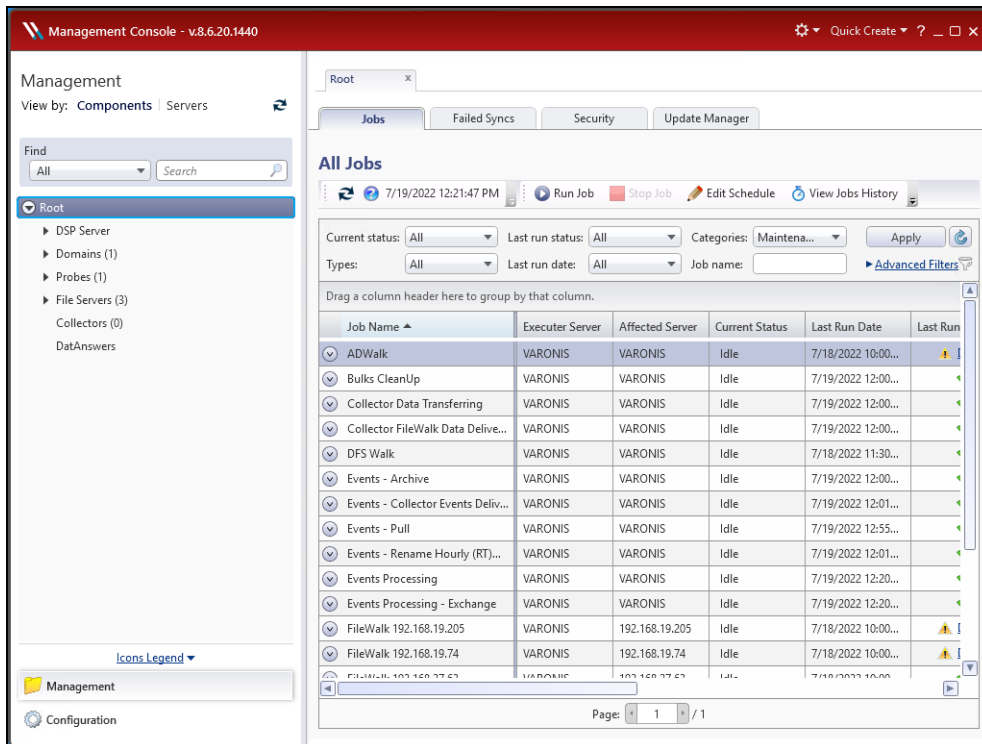 Management Console - v.8.6.20.1440
Quick Create ?
Management
View by: Components Servers
Find
All Search
Root
DSP Server
Domains (1)
Probes (1)
File Servers (3)
Collectors (0)
DatAnswers
Icons Legend
Management
Configuration
Root x
Jobs Failed Syncs Security Update Manager
All Jobs
7/19/2022 12:21:47 PM Run Job Stop Job Edit Schedule View Jobs History
Current status: All Last run status: All Categories: Maintena... Apply
Types: All Last run date: All Job name: Advanced Filters
Drag a column header here to group by that column.
Job Name Executer Server Affected Server Current Status Last Run Date Last Run
ADWalk VARONIS VARONIS Idle 7/18/2022 10:00...
Bulks CleanUp VARONIS VARONIS Idle 7/19/2022 12:00...
Collector Data Transferring VARONIS VARONIS Idle 7/19/2022 12:00...
Collector FileWalk Data Delive... VARONIS VARONIS Idle 7/19/2022 12:00...
DFS Walk VARONIS VARONIS Idle 7/18/2022 11:30...
Events - Archive VARONIS VARONIS Idle 7/19/2022 12:00...
Events - Collector Events Deliv... VARONIS VARONIS Idle 7/19/2022 12:01...
Events - Pull VARONIS VARONIS Idle 7/19/2022 12:55...
Events - Rename Hourly (RT)... VARONIS VARONIS Idle 7/19/2022 12:01...
Events Processing VARONIS VARONIS Idle 7/19/2022 12:20...
Events Processing - Exchange VARONIS VARONIS Idle 7/19/2022 12:20...
FileWalk 192.168.19.205 VARONIS 192.168.19.205 Idle 7/18/2022 10:00...
FileWalk 192.168.19.74 VARONIS 192.168.19.74 Idle 7/18/2022 10:00...
Page: 1 / 1